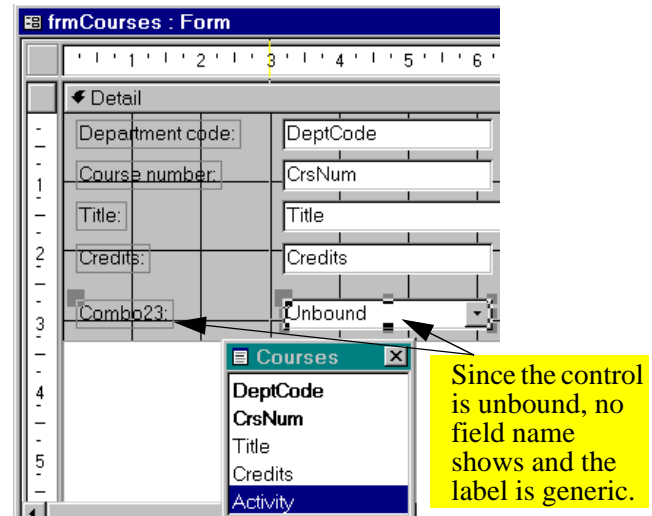 frmCourses : Form
1 2 3 4 5 6
Detail
Department code: DeptCode
Course number: CrsNum
1
Title: Title
2
Credits: Credits
Combo23: Unbound
3
Courses
DeptCode
CrsNum
Title
Credits
Activity
4
5
Since the control
is unbound, no
field name
shows and the
label is generic.